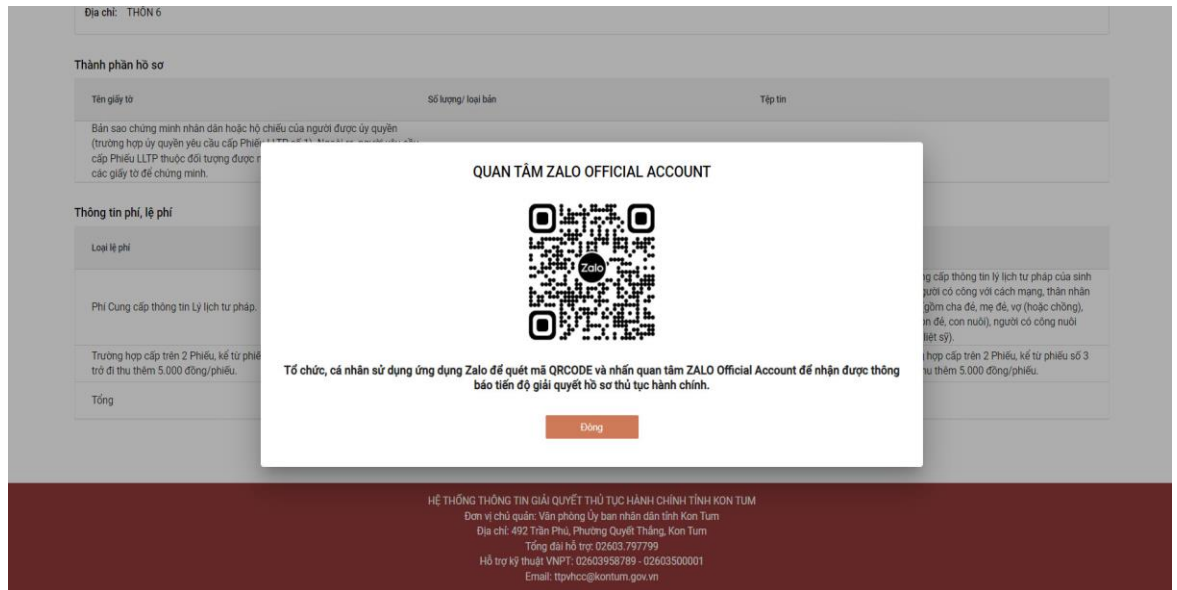 Địa chỉ: THÔN 6
Thành phần hồ sơ
Tên giấy tờ Số lượng/ loại bản Tệp tin
Bản sao chứng minh nhân dân hoặc hộ chiếu của người được ủy quyền
(trường hợp ủy quyền yêu cầu cấp Phiếu
cấp Phiếu LLTP thuộc đối tượng được
các giấy tờ để chứng minh.
QUAN TÂM ZALO OFFICIAL ACCOUNT
Zalo
Thông tin phí, lệ phí
Loại lệ phí
Phí Cung cấp thông tin Lý lịch tư pháp.
cấp thông tin lý lịch tư pháp của sinh
có công với cách mạng, thân nhân
(gồm cha đẻ, mẹ đẻ, vợ (hoặc chồng),
đẻ, con nuôi), người có công nuôi
liệt sỹ).
Trường hợp cấp trên 2 Phiếu, kể từ
trở đi thu thêm 5.000 đồng/phiếu.
hợp cấp trên 2 Phiếu, kể từ phiếu số 3
thu thêm 5.000 đồng/phiếu.
Tổng
Tổ chức, cá nhân sử dụng ứng dụng Zalo để quét mã QRCODE và nhấn quan tâm ZALO Official Account để nhận được thông
báo tiến độ giải quyết hồ sơ thủ tục hành chính.
Đóng
HỆ THỐNG THÔNG TIN GIẢI QUYẾT THỦ TỤC HÀNH CHÍNH TỈNH KON TUM
Đơn vị chủ quản: Văn phòng Ủy ban nhân dân tỉnh Kon Tum
Địa chỉ: 492 Trần Phú, Phường Quyết Thắng, Kon Tum
Tổng đài hỗ trợ: 02603.797799
Hỗ trợ kỹ thuật VNPT: 02603958789 - 02603500001
Email: ttpvhcc@kontum.gov.vn